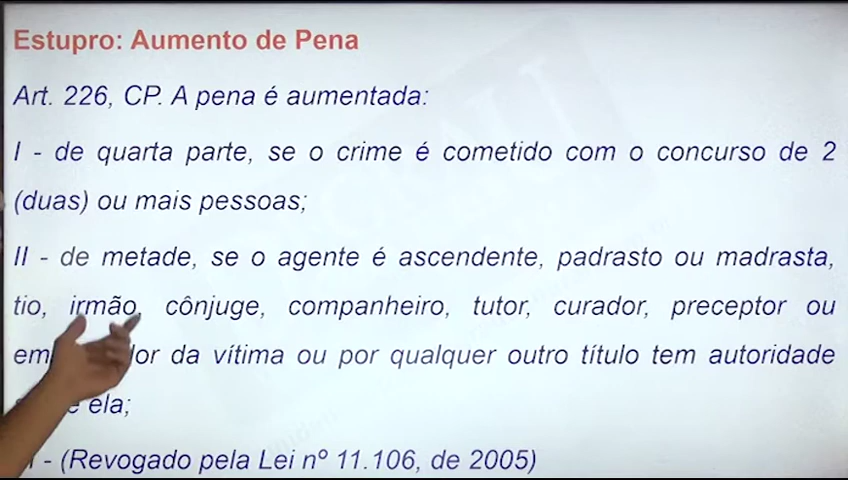 Estupro: Aumento de Pena
Art. 226, CP. A pena é aumentada:
I - de quarta parte, se o crime é cometido com o concurso de 2
(duas) ou mais pessoas;
II - de metade, se o agente é ascendente, padrasto ou madrasta,
tio, irmão, cônjuge, companheiro, tutor, curador, preceptor ou
da vítima ou por qualquer outro título tem autoridade
ela;
- (Revogado pela Lei nº 11.106, de 2005)